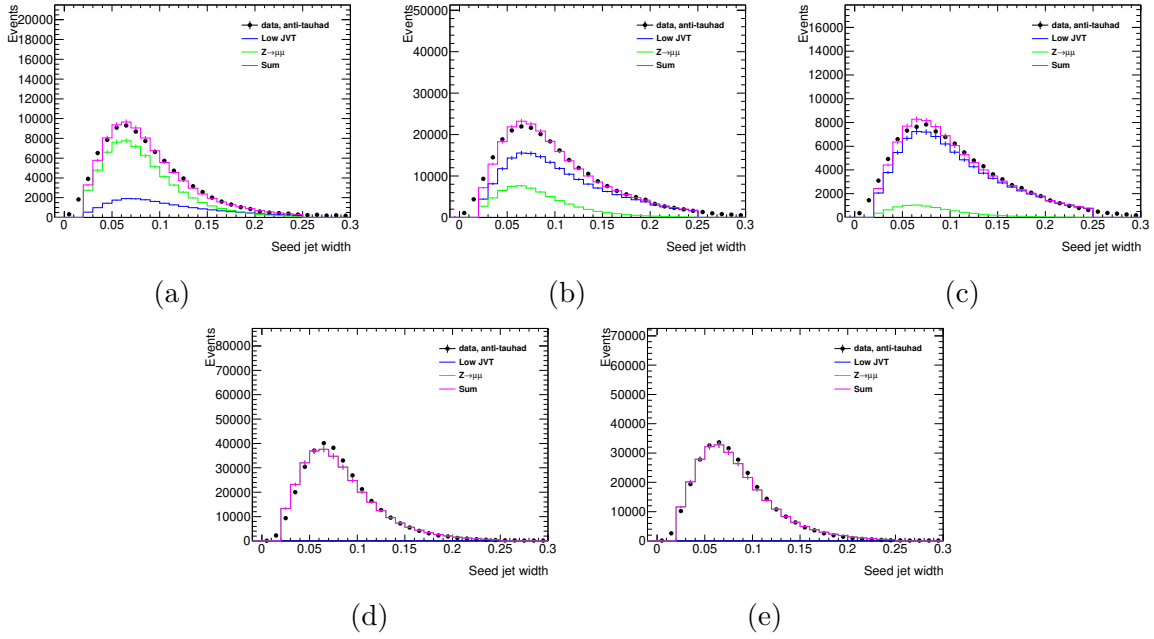 Events
20000
18000
16000
14000
12000
10000
8000
6000
4000
2000
0
0 0.05 0.1 0.15 0.2 0.25 0.3
Seed jet width
data, anti-tauhad
Low JVT
Z→μμ
Sum
(a)
Events
50000
40000
30000
20000
10000
0
0 0.05 0.1 0.15 0.2 0.25 0.3
Seed jet width
data, anti-tauhad
Low JVT
Z→μμ
Sum
(b)
Events
16000
14000
12000
10000
8000
6000
4000
2000
0
0 0.05 0.1 0.15 0.2 0.25 0.3
Seed jet width
data, anti-tauhad
Low JVT
Z→μμ
Sum
(c)
Events
80000
70000
60000
50000
40000
30000
20000
10000
0
0 0.05 0.1 0.15 0.2 0.25 0.3
Seed jet width
data, anti-tauhad
Low JVT
Z→μμ
Sum
(d)
Events
70000
60000
50000
40000
30000
20000
10000
0
0 0.05 0.1 0.15 0.2 0.25 0.3
Seed jet width
data, anti-tauhad
Low JVT
Z→μμ
Sum
(e)